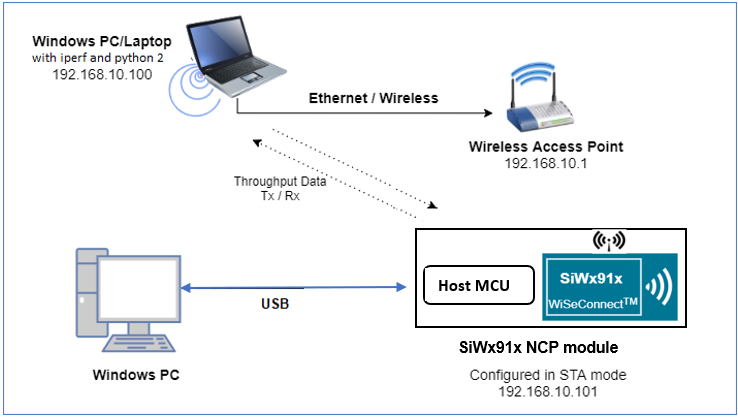 Windows PC/Laptop
with iperf and python 2
192.168.10.100
Ethernet / Wireless
Wireless Access Point
192.168.10.1
Throughput Data
Tx / Rx
Host MCU
SiWx91x
WiSeConnect™
USB
SiWx91x NCP module
Windows PC
Configured in STA mode
192.168.10.101